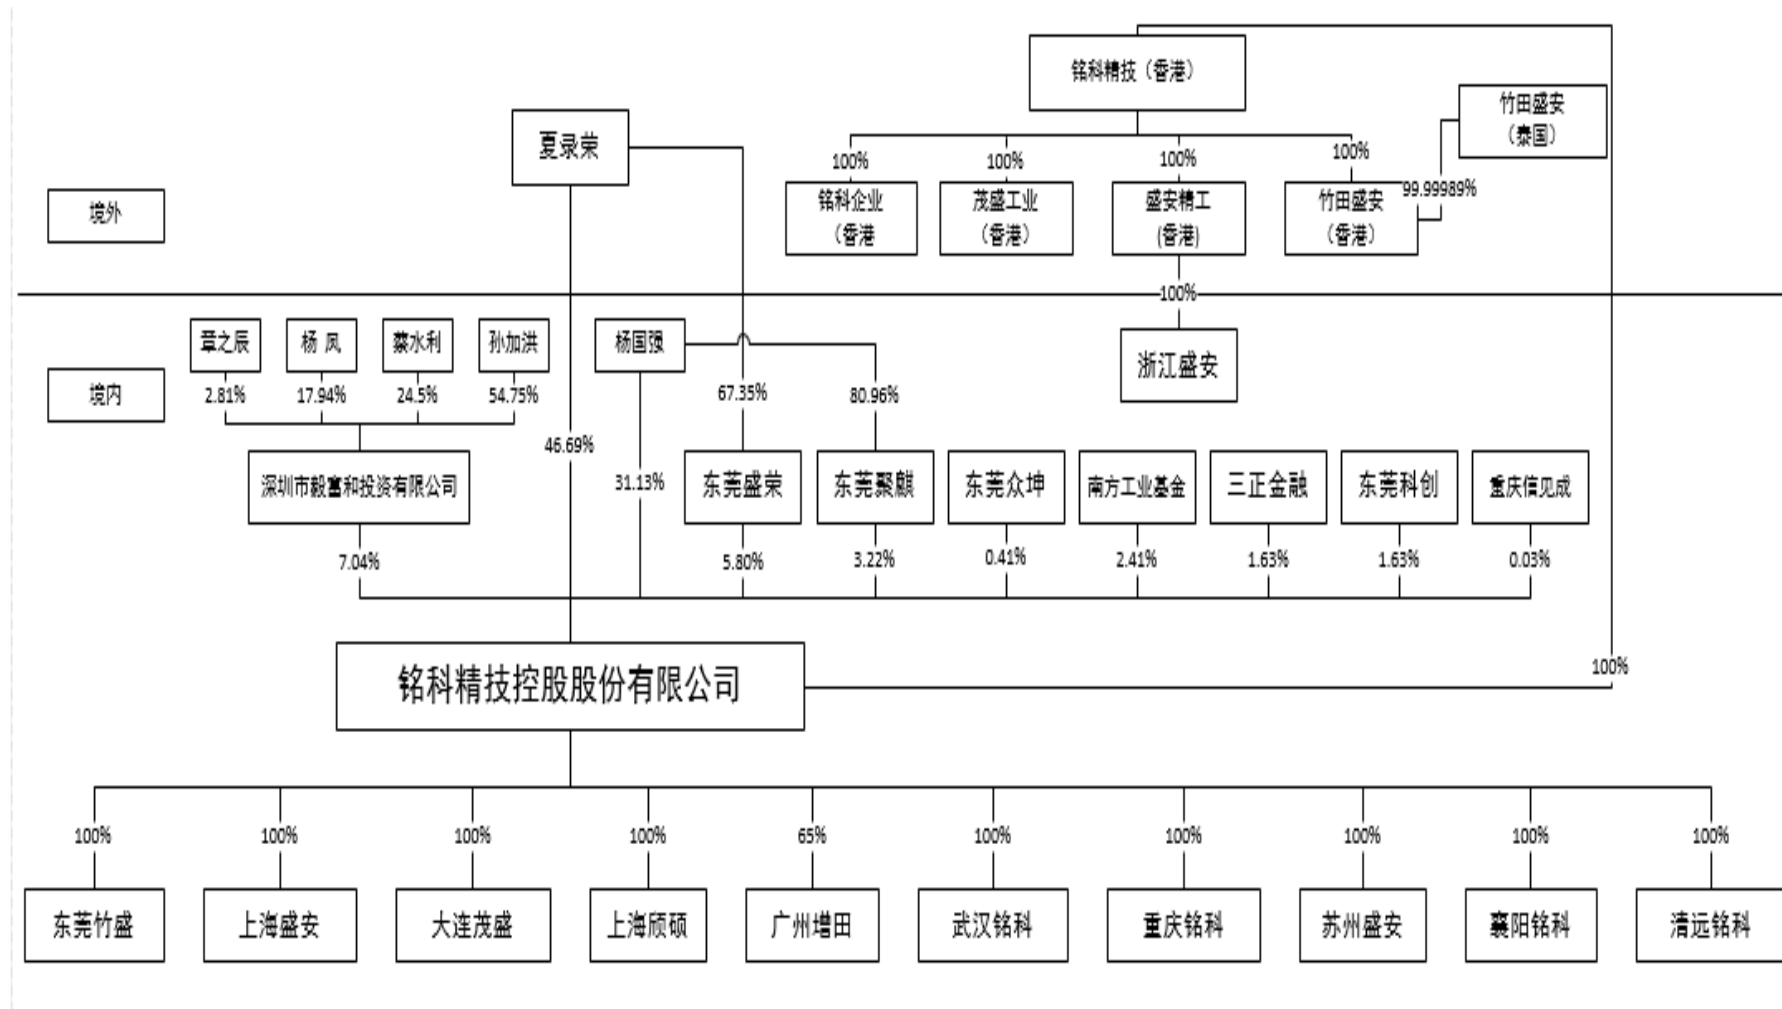 铭科精技（香港）
竹田盛安
（泰国）
夏录荣
100%
100%
100%
100%
99.99989%
境外
铭科企业
（香港
茂盛工业
（香港）
盛安精工
(香港)
竹田盛安
（香港）
100%
章之辰
杨 凤
蔡水利
孙加洪
杨国强
浙江盛安
境内
2.81%
17.94%
24.5%
54.75%
67.35%
80.96%
46.69%
31.13%
深圳市毅富和投资有限公司
东莞盛荣
东莞聚麒
东莞众坤
南方工业基金
三正金融
东莞科创
重庆信见成
7.04%
5.80%
3.22%
0.41%
2.41%
1.63%
1.63%
0.03%
铭科精技控股股份有限公司
100%
100%
100%
100%
100%
65%
100%
100%
100%
100%
100%
东莞竹盛
上海盛安
大连茂盛
上海颀硕
广州增田
武汉铭科
重庆铭科
苏州盛安
襄阳铭科
清远铭科